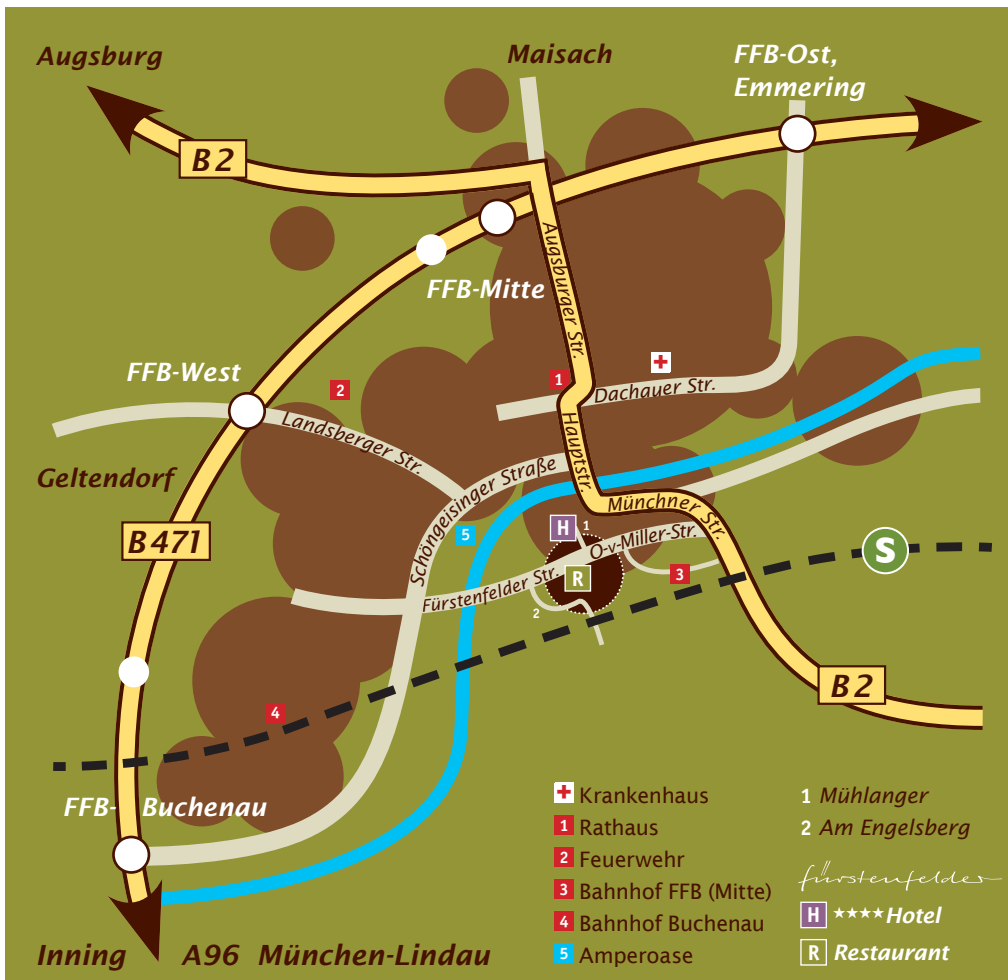 Augsburg
Maisach
FFB-Ost,
Emmering
B2
Augsburger Str.
FFB-Mitte
FFB-West
2
1
Dachauer Str.
Landsberger Str.
Hauptstr.
Geltendorf
Schöngeisinger Straße
Münchner Str.
B471
5
H
1
O-v-Miller-Str.
S
Fürstenfelder Str.
R
3
2
B2
4
FFB-Buchenau
Krankenhaus
1 Rathaus
2 Feuerwehr
3 Bahnhof FFB (Mitte)
4 Bahnhof Buchenau
5 Amperoase
1 Mühlanger
2 Am Engelsberg
fürstenfelder
H ★★★★Hotel
R Restaurant
Inning A96 München-Lindau